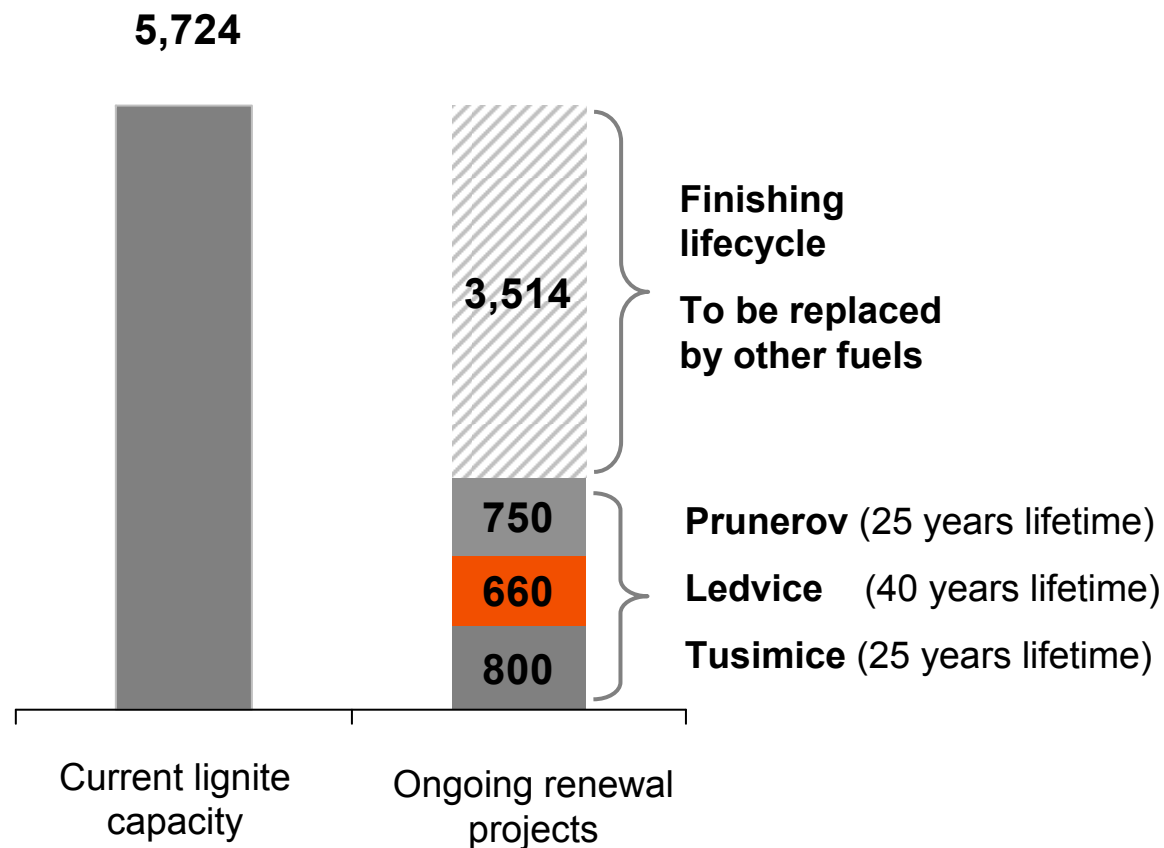 5,724
3,514
Finishing
lifecycle
To be replaced
by other fuels
750
660
800
Prunerov (25 years lifetime)
Ledvice (40 years lifetime)
Tusimice (25 years lifetime)
Current lignite
capacity
Ongoing renewal
projects